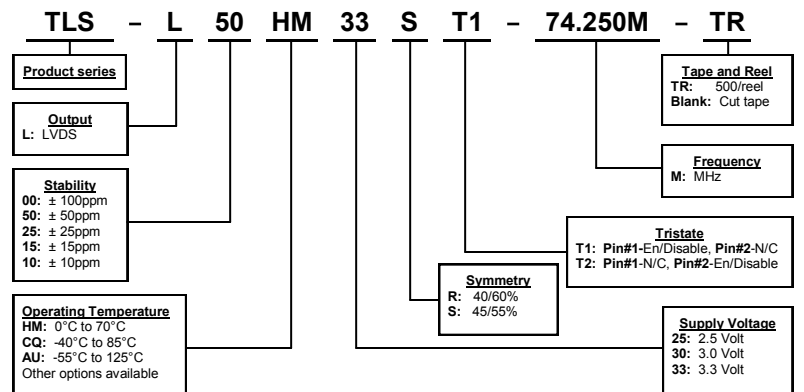 TLS - L 50 HM 33 S T1 - 74.250M - TR
Product series
Output
L: LVDS
Stability
00: ± 100ppm
50: ± 50ppm
25: ± 25ppm
15: ± 15ppm
10: ± 10ppm
Operating Temperature
HM: 0°C to 70°C
CQ: -40°C to 85°C
AU: -55°C to 125°C
Other options available
Tape and Reel
TR: 500/reel
Blank: Cut tape
Frequency
M: MHz
Tristate
T1: Pin#1-En/Disable, Pin#2-N/C
T2: Pin#1-N/C, Pin#2-En/Disable
Symmetry
R: 40/60%
S: 45/55%
Supply Voltage
25: 2.5 Volt
30: 3.0 Volt
33: 3.3 Volt